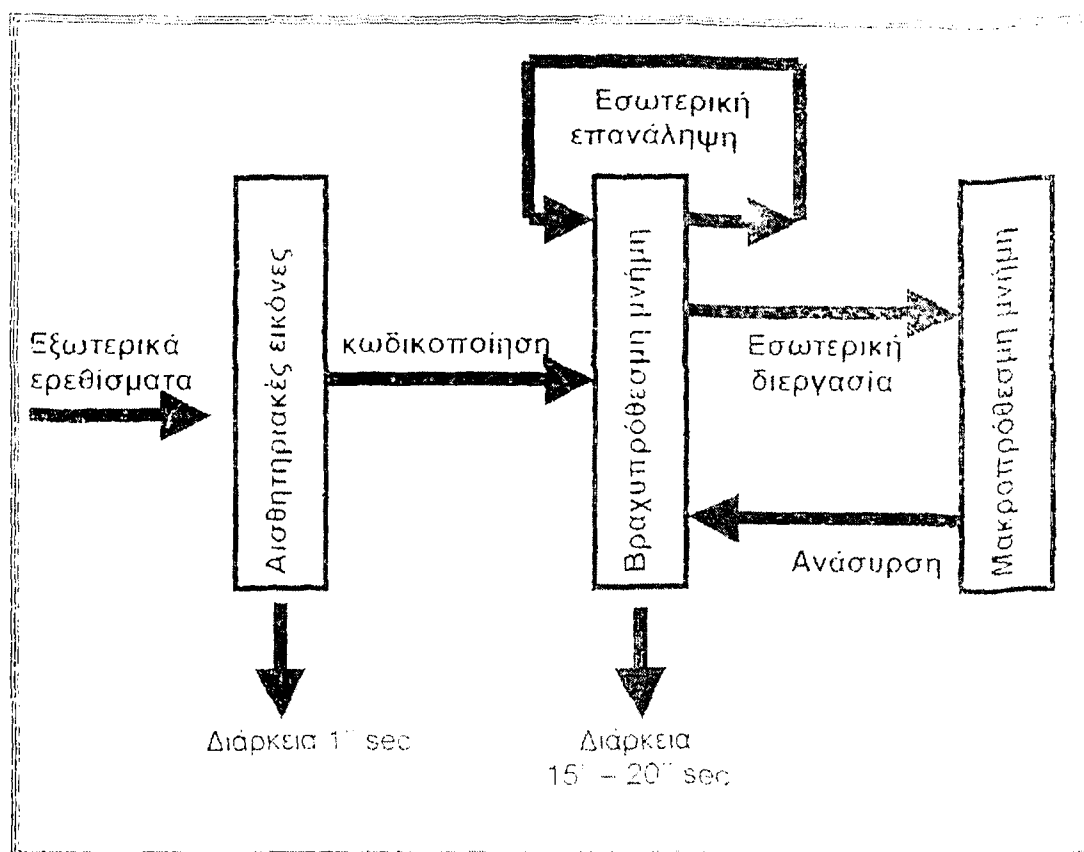 Εσωτερική
επανάληψη
Εξωτερικά
ερεθίσματα
Αισθητηριακές εικόνες
κωδικοποίηση
Βραχυπρόθεσμη μνήμη
Εσωτερική
διεργασία
Ανάσυρση
Μακροπρόθεσμη μνήμη
Διάρκεια 1'' sec
Διάρκεια
15'' – 20'' sec